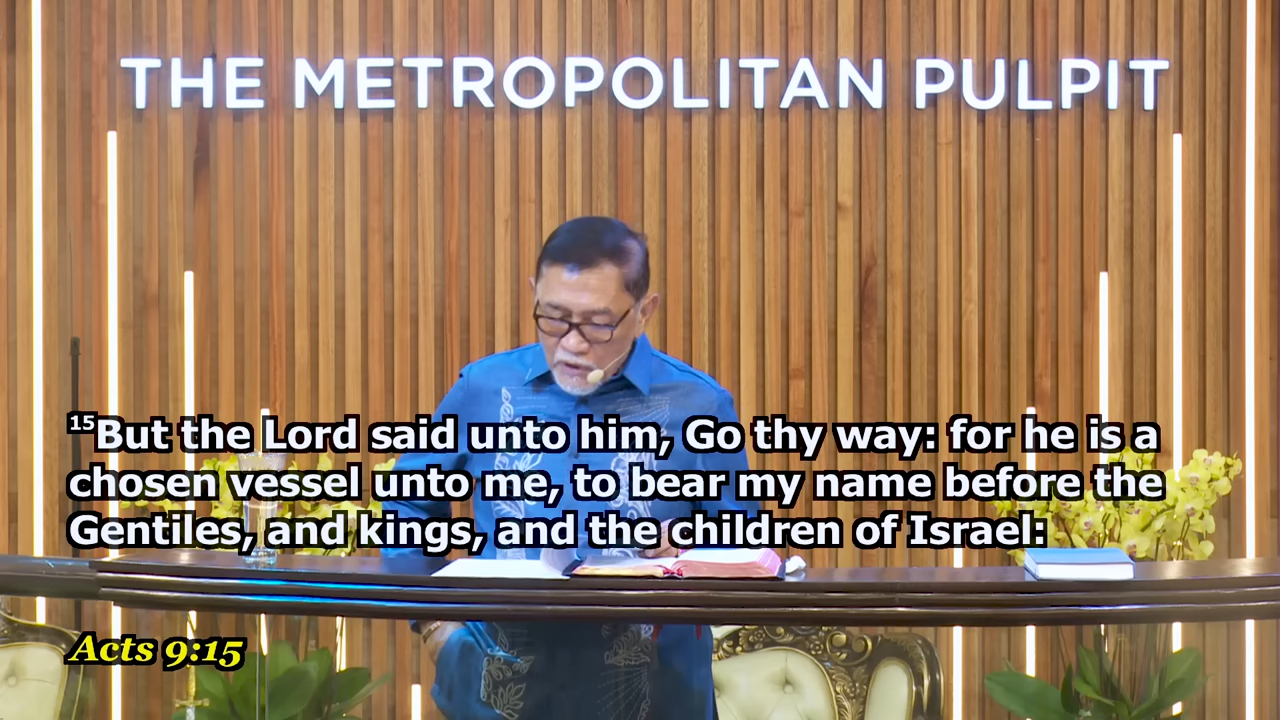 THE METROPOLITAN PULPIT
15But the Lord said unto him, Go thy way: for he is a
chosen vessel unto me, to bear my name before the
Gentiles, and kings, and the children of Israel:
Acts 9:15